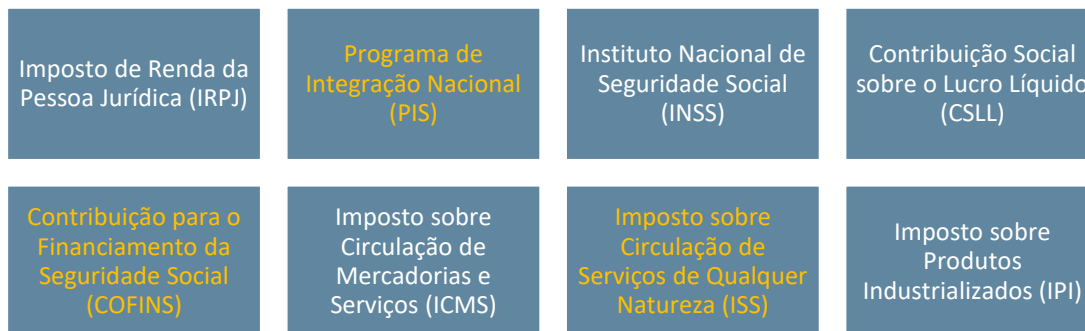 Imposto de Renda da
Pessoa Jurídica (IRPJ)
Programa de
Integração Nacional
(PIS)
Instituto Nacional de
Seguridade Social
(INSS)
Contribuição Social
sobre o Lucro Líquido
(CSLL)
Contribuição para o
Financiamento da
Seguridade Social
(COFINS)
Imposto sobre
Circulação de
Mercadorias e
Serviços (ICMS)
Imposto sobre
Circulação de
Serviços de Qualquer
Natureza (ISS)
Imposto sobre
Produtos
Industrializados (IPI)